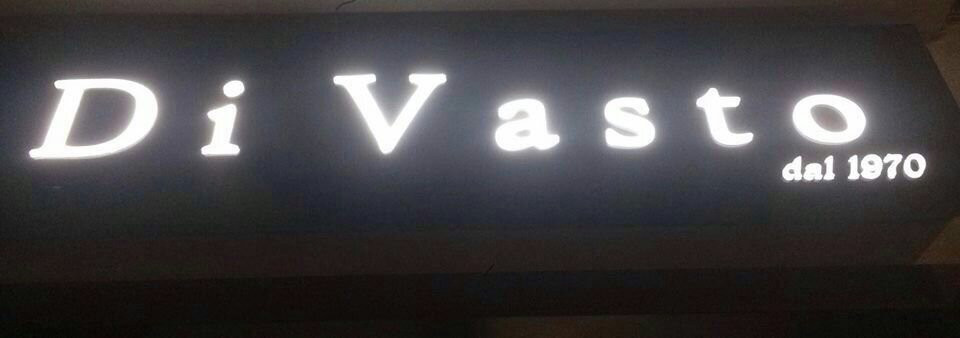 Di Vasto
dal 1970